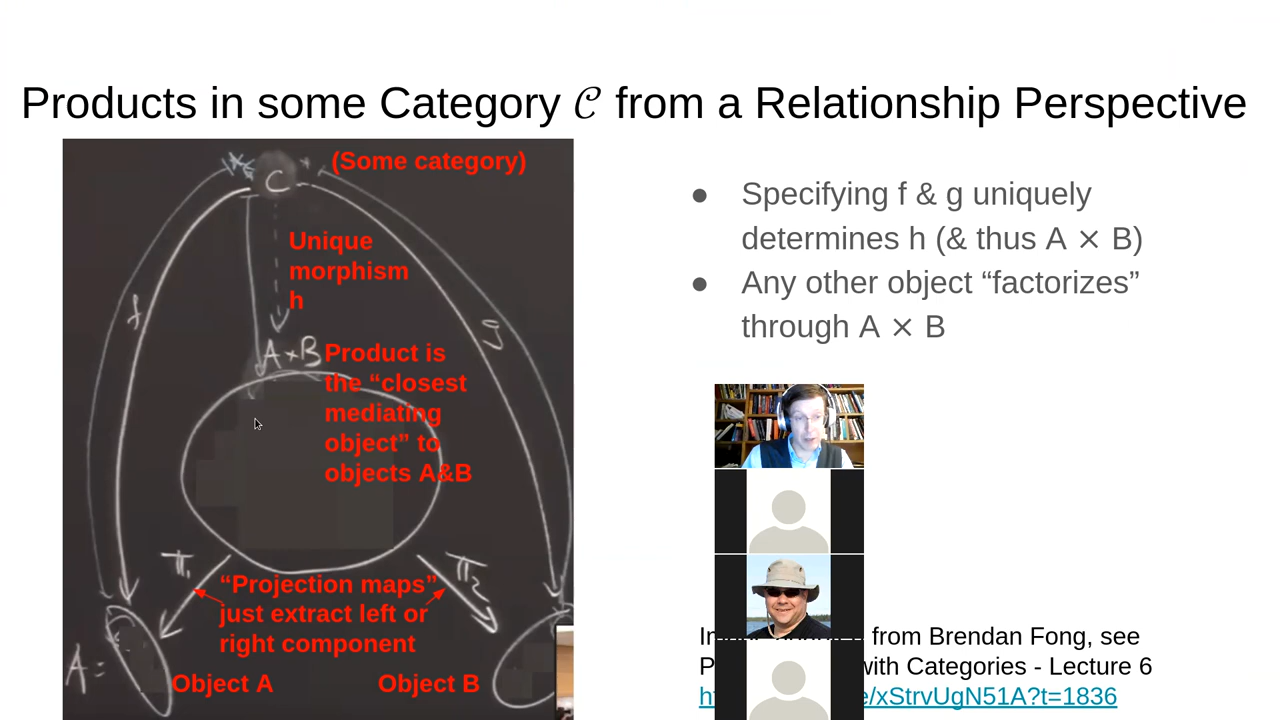 Products in some Category 𝒞 from a Relationship Perspective
(Some category)
C
Unique
morphism
h
f
g
A×B
Product is
the “closest
mediating
object” to
objects A&B
π₁
π₂
“Projection maps”
just extract left or
right component
A=
Object A
Object B
● Specifying f & g uniquely
determines h (& thus A × B)
● Any other object “factorizes”
through A × B
from Brendan Fong, see
with Categories - Lecture 6
e/xStrvUgN51A?t=1836